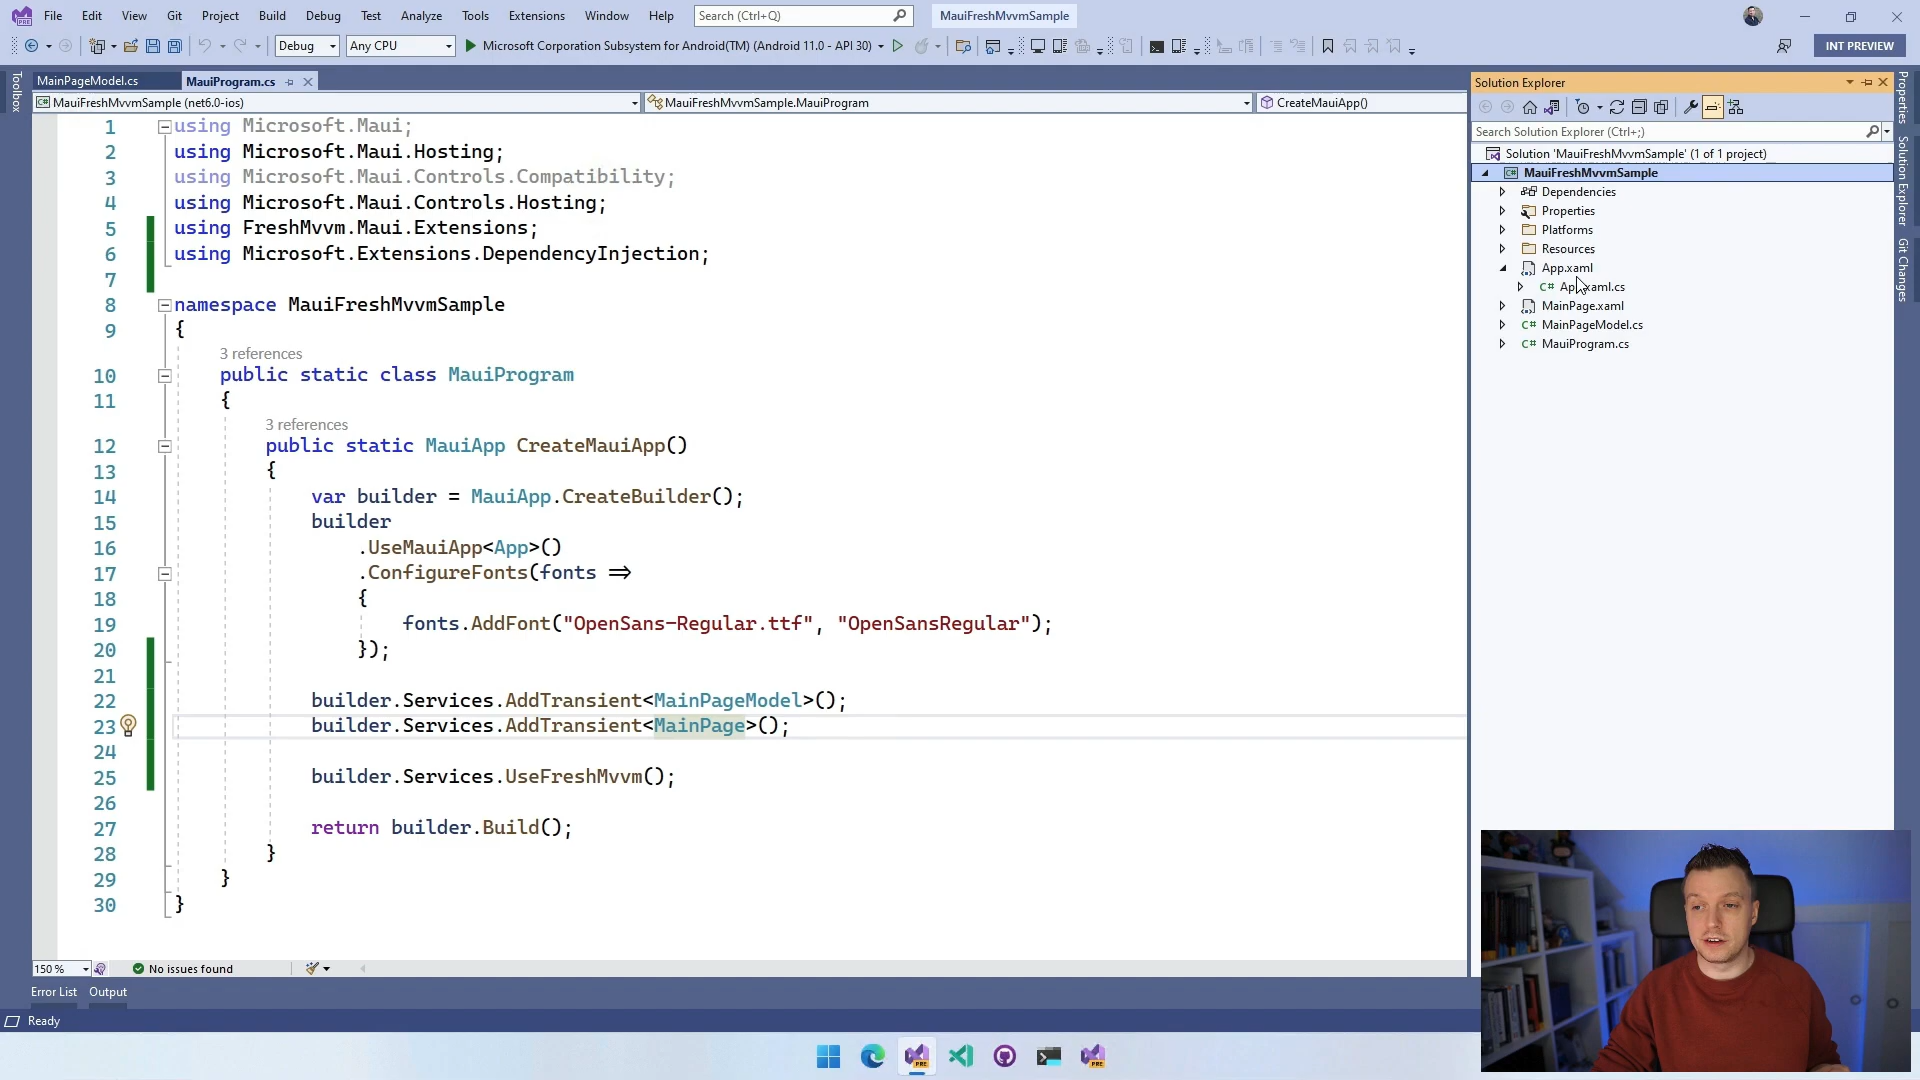 File Edit View Git Project Build Debug Test Analyze Tools Extensions Window Help Search (Ctrl+Q) MauiFreshMvvmSample
Debug Any CPU Microsoft Corporation Subsystem for Android(TM) (Android 11.0 - API 30) INT PREVIEW
Toolbox
MainPageModel.cs MauiProgram.cs
MauiFreshMvvmSample (net6.0-ios) MauiFreshMvvmSample.MauiProgram CreateMauiApp()
1 using Microsoft.Maui;
2 using Microsoft.Maui.Hosting;
3 using Microsoft.Maui.Controls.Compatibility;
4 using Microsoft.Maui.Controls.Hosting;
5 using FreshMvvm.Maui.Extensions;
6 using Microsoft.Extensions.DependencyInjection;
7
8 namespace MauiFreshMvvmSample
9 {
3 references
10 public static class MauiProgram
11 {
3 references
12 public static MauiApp CreateMauiApp()
13 {
14 var builder = MauiApp.CreateBuilder();
15 builder
16 .UseMauiApp<App>()
17 .ConfigureFonts(fonts =>
18 {
19 fonts.AddFont("OpenSans-Regular.ttf", "OpenSansRegular");
20 });
21
22 builder.Services.AddTransient<MainPageModel>();
23 builder.Services.AddTransient<MainPage>();
24
25 builder.Services.UseFreshMvvm();
26
27 return builder.Build();
28 }
29 }
30 }
150 % No issues found
Error List Output
Ready
Solution Explorer
Search Solution Explorer (Ctrl+;)
Solution 'MauiFreshMvvmSample' (1 of 1 project)
MauiFreshMvvmSample
Dependencies
Properties
Platforms
Resources
App.xaml
App.xaml.cs
MainPage.xaml
MainPageModel.cs
MauiProgram.cs
Properties
Solution Explorer
Git Changes